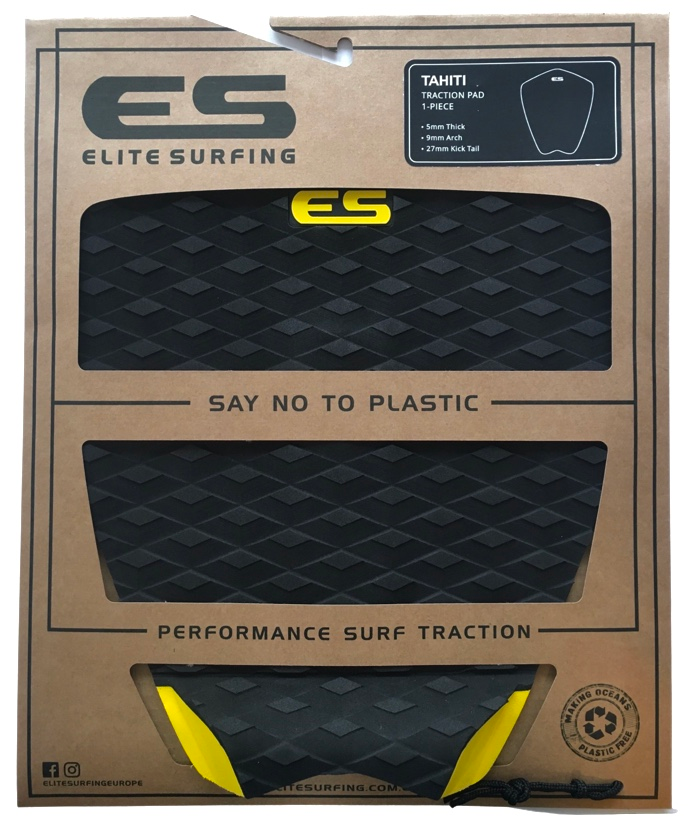 ES
ELITE SURFING
TAHITI
TRACTION PAD
1-PIECE
• 5mm Thick
• 9mm Arch
• 27mm Kick Tail
ES
ES
SAY NO TO PLASTIC
PERFORMANCE SURF TRACTION
MAKING OCEANS
PLASTIC FREE
ELITESURFINGEUROPE
ELITESURFING.COM